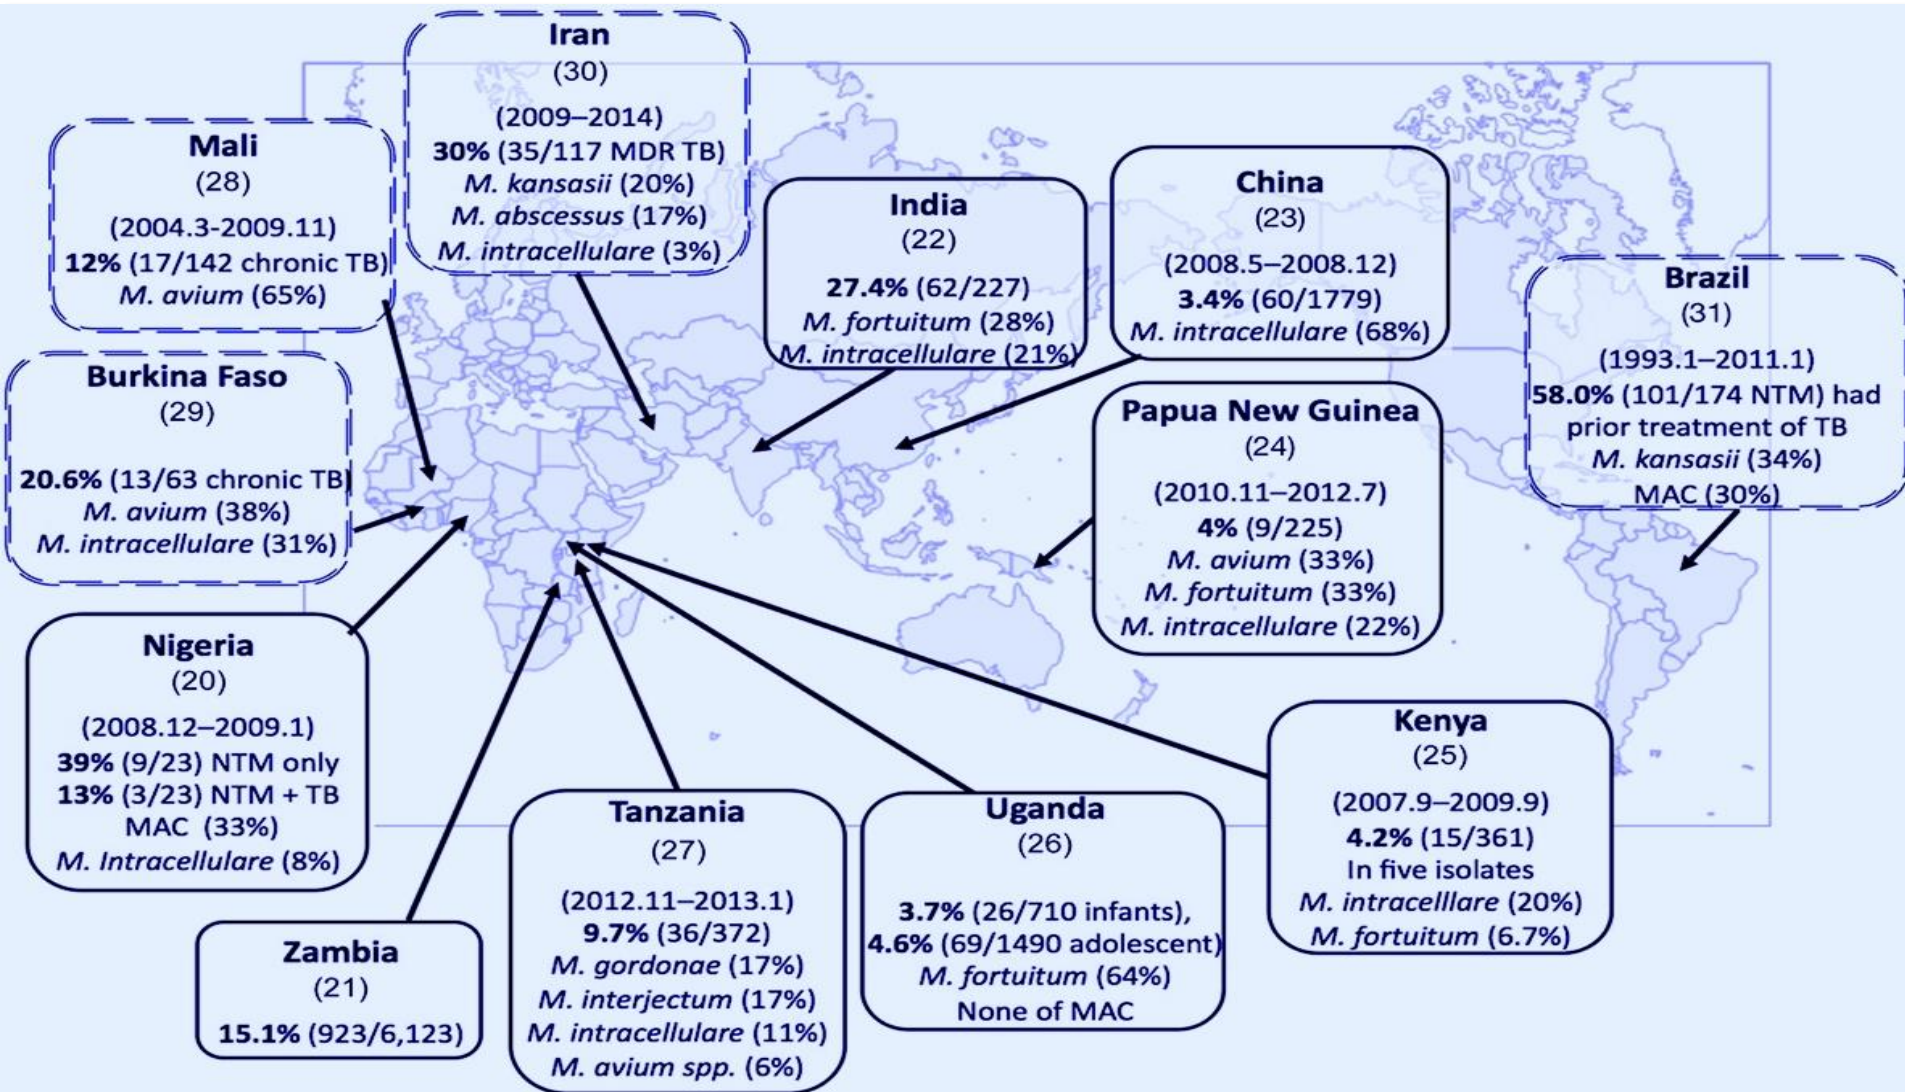 Iran
(30)
(2009–2014)
30% (35/117 MDR TB)
M. kansasii (20%)
M. abscessus (17%)
M. intracellulare (3%)
Mali
(28)
(2004.3-2009.11)
12% (17/142 chronic TB)
M. avium (65%)
India
(22)
27.4% (62/227)
M. fortuitum (28%)
M. intracellulare (21%)
China
(23)
(2008.5–2008.12)
3.4% (60/1779)
M. intracellulare (68%)
Brazil
(31)
(1993.1–2011.1)
58.0% (101/174 NTM) had
prior treatment of TB
M. kansasii (34%)
MAC (30%)
Burkina Faso
(29)
20.6% (13/63 chronic TB)
M. avium (38%)
M. intracellulare (31%)
Papua New Guinea
(24)
(2010.11–2012.7)
4% (9/225)
M. avium (33%)
M. fortuitum (33%)
M. intracellulare (22%)
Nigeria
(20)
(2008.12–2009.1)
39% (9/23) NTM only
13% (3/23) NTM + TB
MAC (33%)
M. Intracellulare (8%)
Zambia
(21)
15.1% (923/6,123)
Tanzania
(27)
(2012.11–2013.1)
9.7% (36/372)
M. gordonae (17%)
M. interjectum (17%)
M. intracellulare (11%)
M. avium spp. (6%)
Uganda
(26)
3.7% (26/710 infants),
4.6% (69/1490 adolescent)
M. fortuitum (64%)
None of MAC
Kenya
(25)
(2007.9–2009.9)
4.2% (15/361)
In five isolates
M. intracelllare (20%)
M. fortuitum (6.7%)